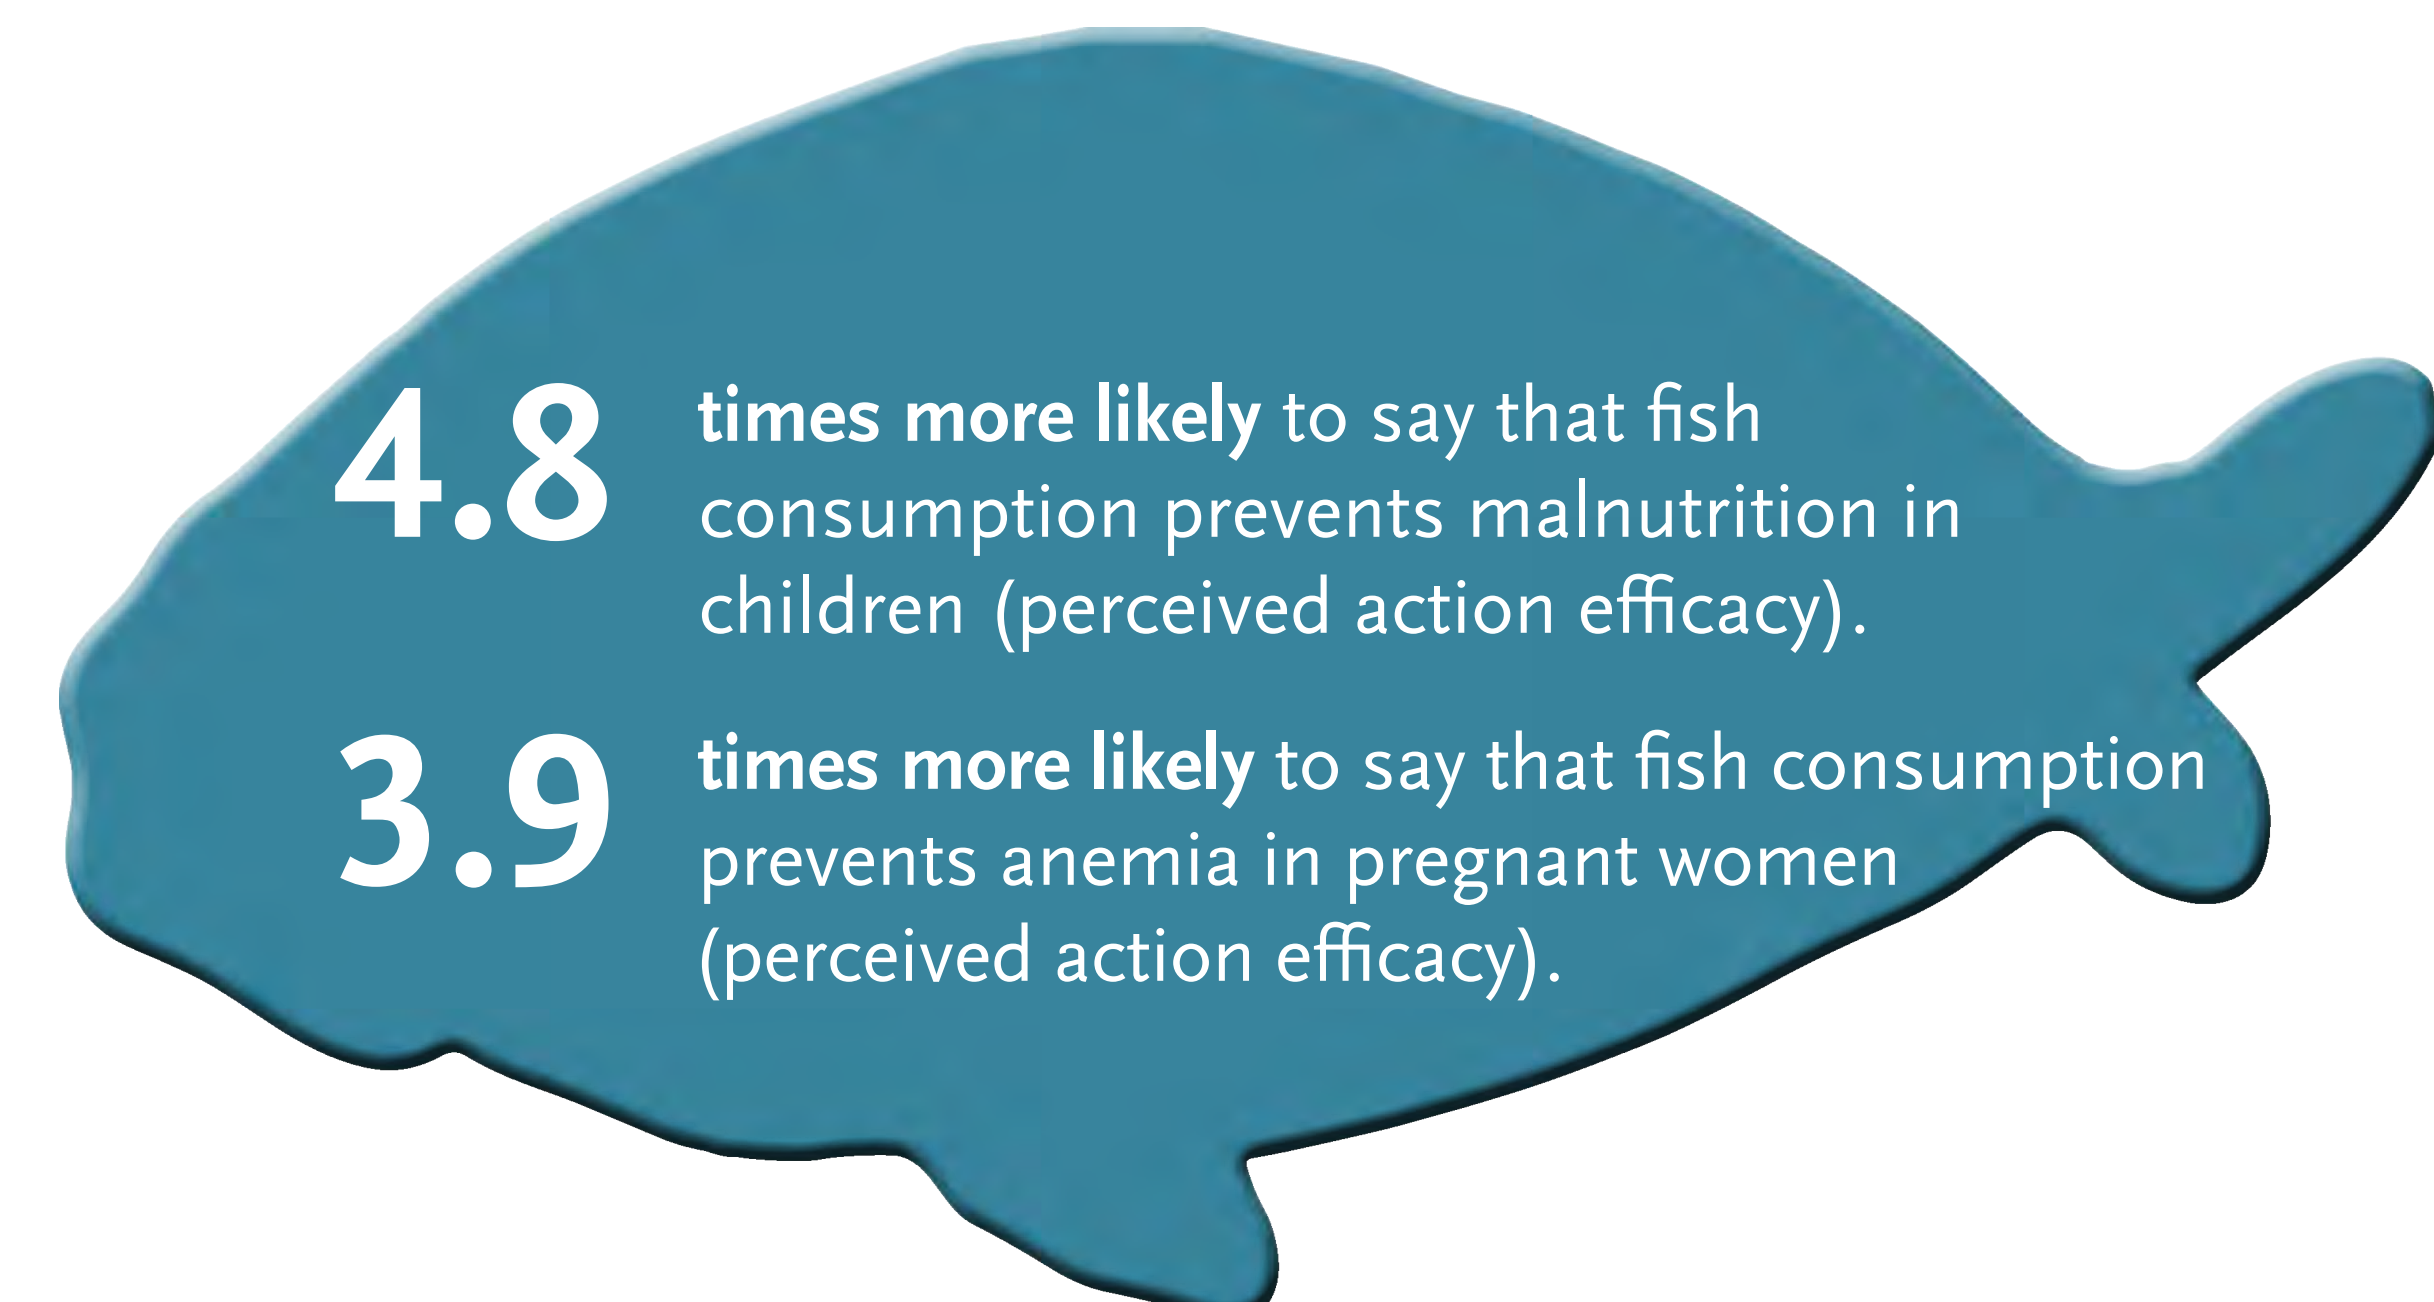 4.8 times more likely to say that fish
consumption prevents malnutrition in
children (perceived action efficacy).
3.9 times more likely to say that fish consumption
prevents anemia in pregnant women
(perceived action efficacy).